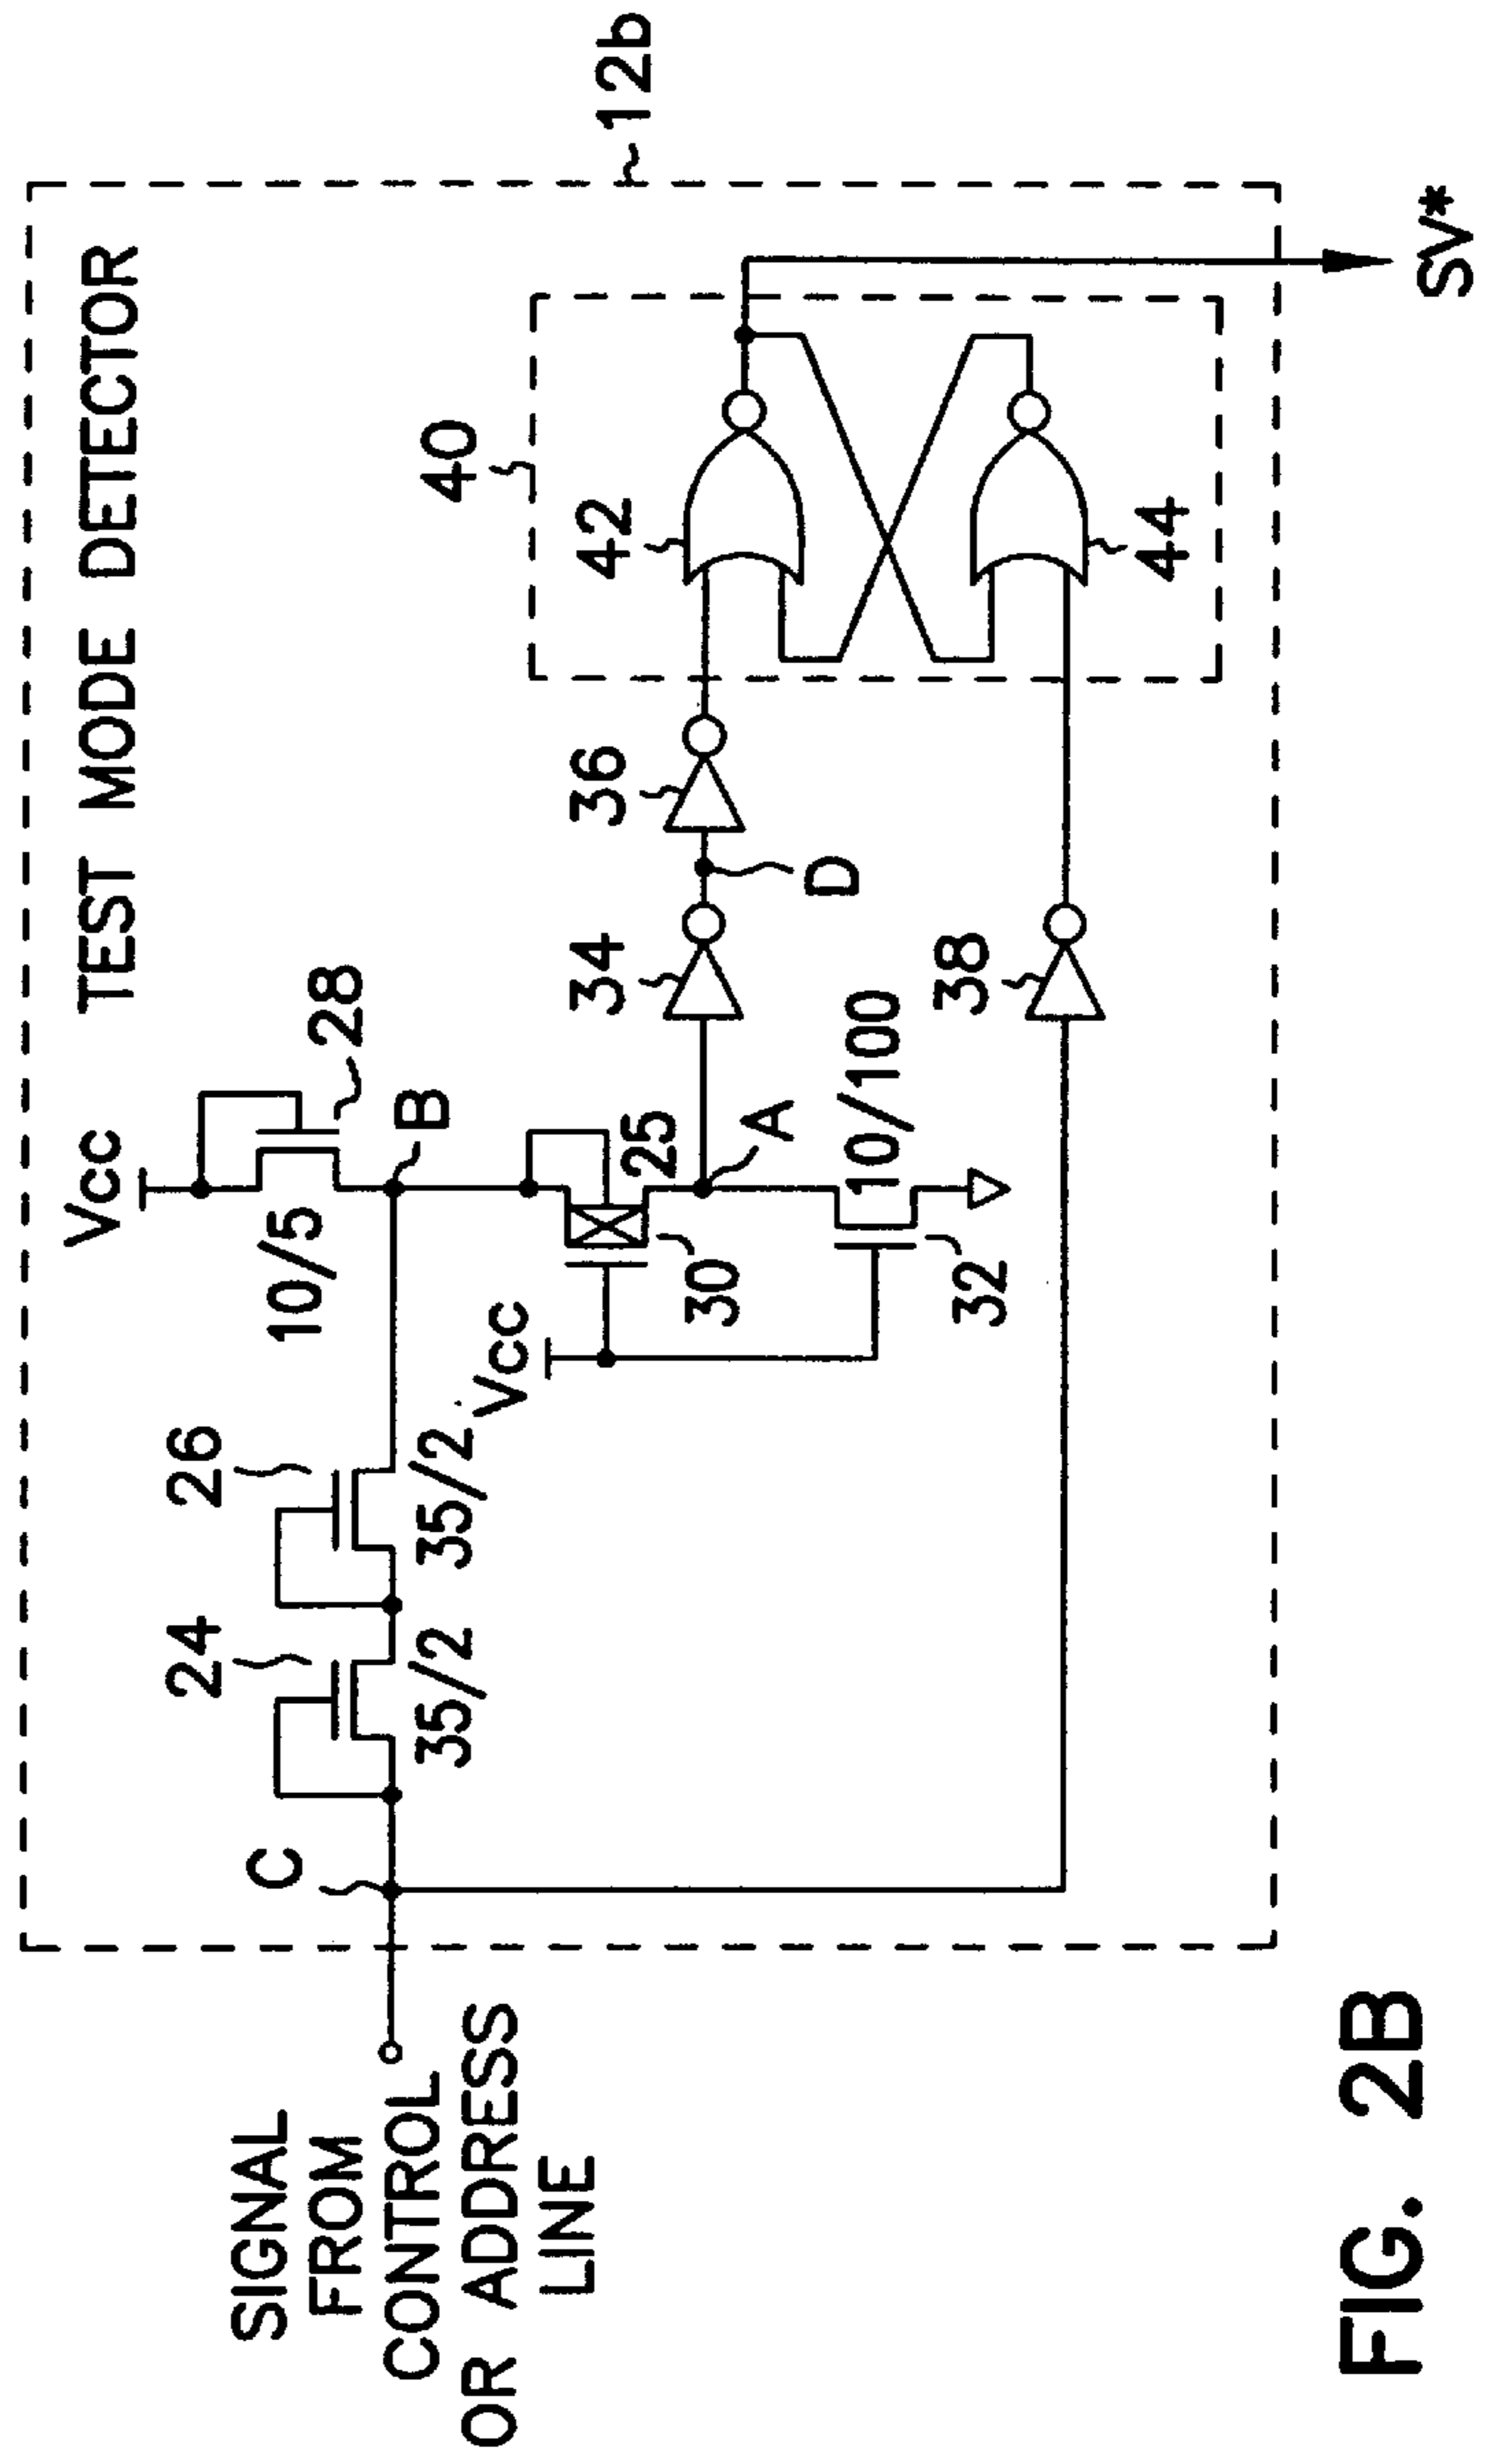 TEST MODE DETECTOR
12b
Vcc
28
10/5
B
24
26
35/2
35/2
C
SIGNAL
FROM
CONTROL
OR ADDRESS
LINE
Vcc
30
25
A
10/100
32
34
D
36
38
40
42
44
SV*
FIG. 2B